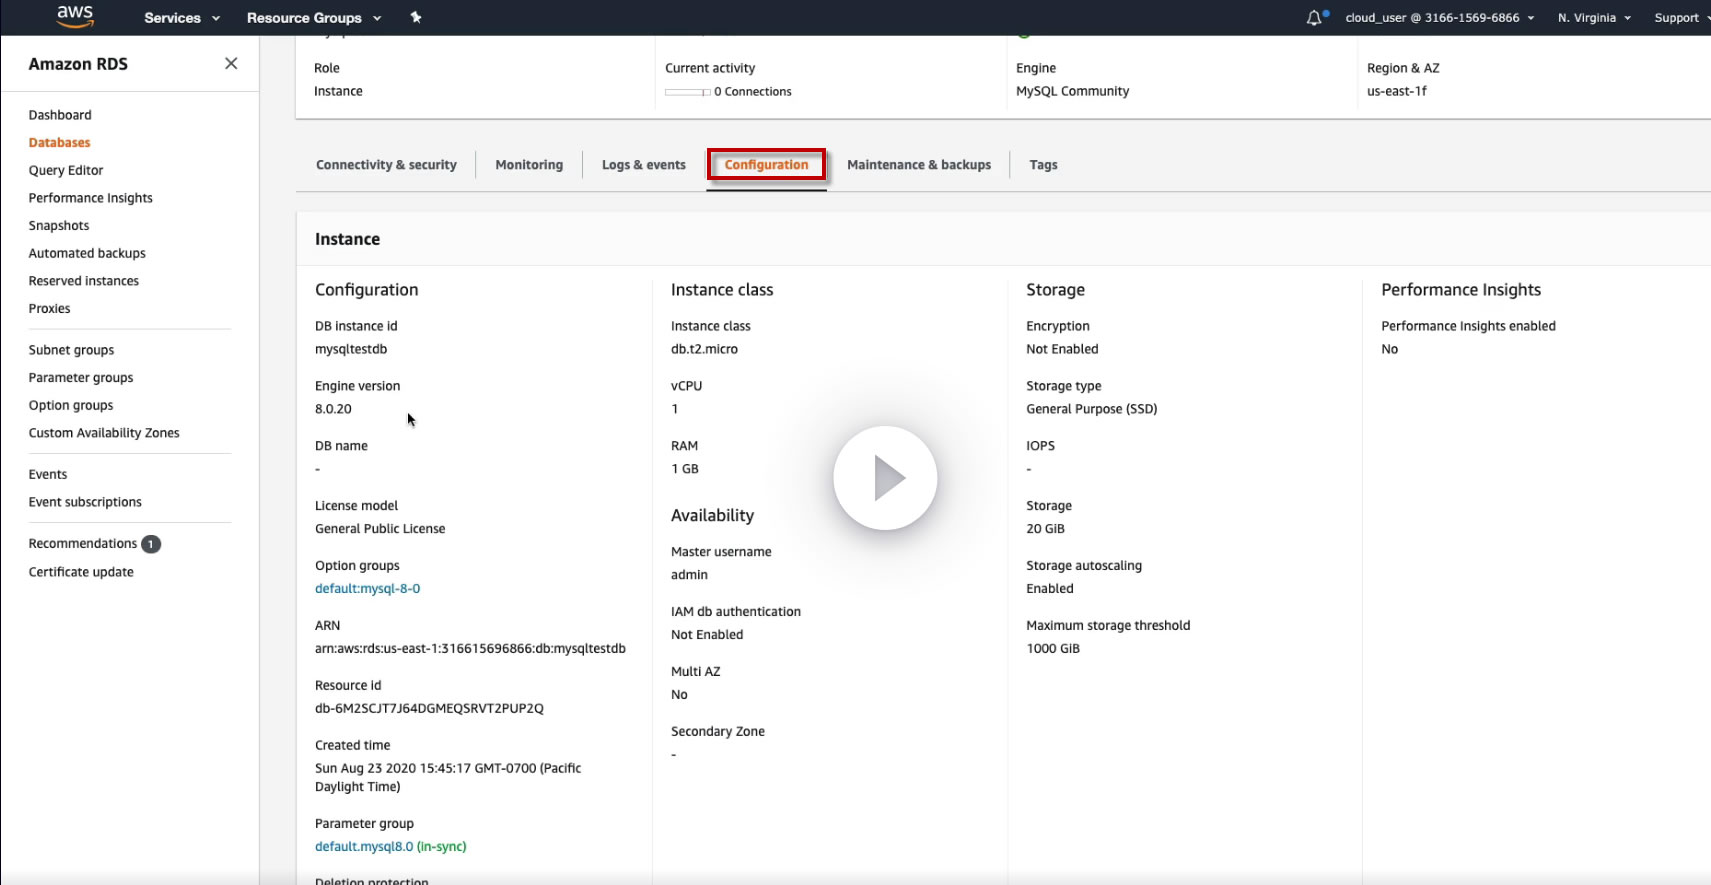 aws
Services
Resource Groups
cloud_user @ 3166-1569-6866
N. Virginia
Support
Amazon RDS
Dashboard
Databases
Query Editor
Performance Insights
Snapshots
Automated backups
Reserved instances
Proxies
Subnet groups
Parameter groups
Option groups
Custom Availability Zones
Events
Event subscriptions
Recommendations 1
Certificate update
Role
Instance
Current activity
0 Connections
Engine
MySQL Community
Region & AZ
us-east-1f
Connectivity & security
Monitoring
Logs & events
Configuration
Maintenance & backups
Tags
Instance
Configuration
DB instance id
mysqltestdb
Engine version
8.0.20
DB name
-
License model
General Public License
Option groups
default:mysql-8-0
ARN
arn:aws:rds:us-east-1:316615696866:db:mysqltestdb
Resource id
db-6M2SCJT7J64DGMEQSRVT2PUP2Q
Created time
Sun Aug 23 2020 15:45:17 GMT-0700 (Pacific
Daylight Time)
Parameter group
default.mysql8.0 (in-sync)
Deletion protection
Instance class
Instance class
db.t2.micro
vCPU
1
RAM
1 GB
Availability
Master username
admin
IAM db authentication
Not Enabled
Multi AZ
No
Secondary Zone
-
Storage
Encryption
Not Enabled
Storage type
General Purpose (SSD)
IOPS
-
Storage
20 GiB
Storage autoscaling
Enabled
Maximum storage threshold
1000 GiB
Performance Insights
Performance Insights enabled
No